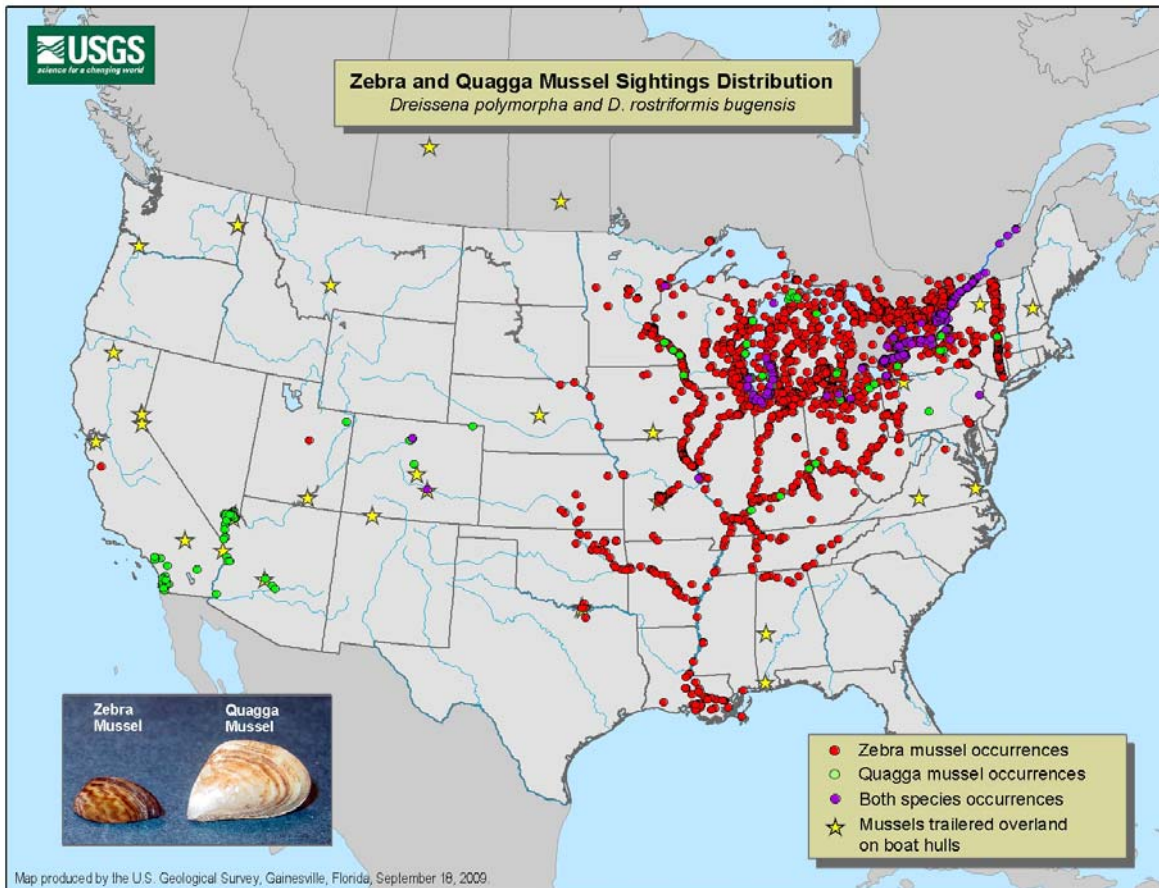 USGS
science for a changing world
Zebra and Quagga Mussel Sightings Distribution
Dreissena polymorpha and D. rostriformis bugensis
Zebra
Mussel
Quagga
Mussel
Zebra mussel occurrences
Quagga mussel occurrences
Both species occurrences
Mussels trailered overland
on boat hulls
Map produced by the U.S. Geological Survey, Gainesville, Florida, September 18, 2009.